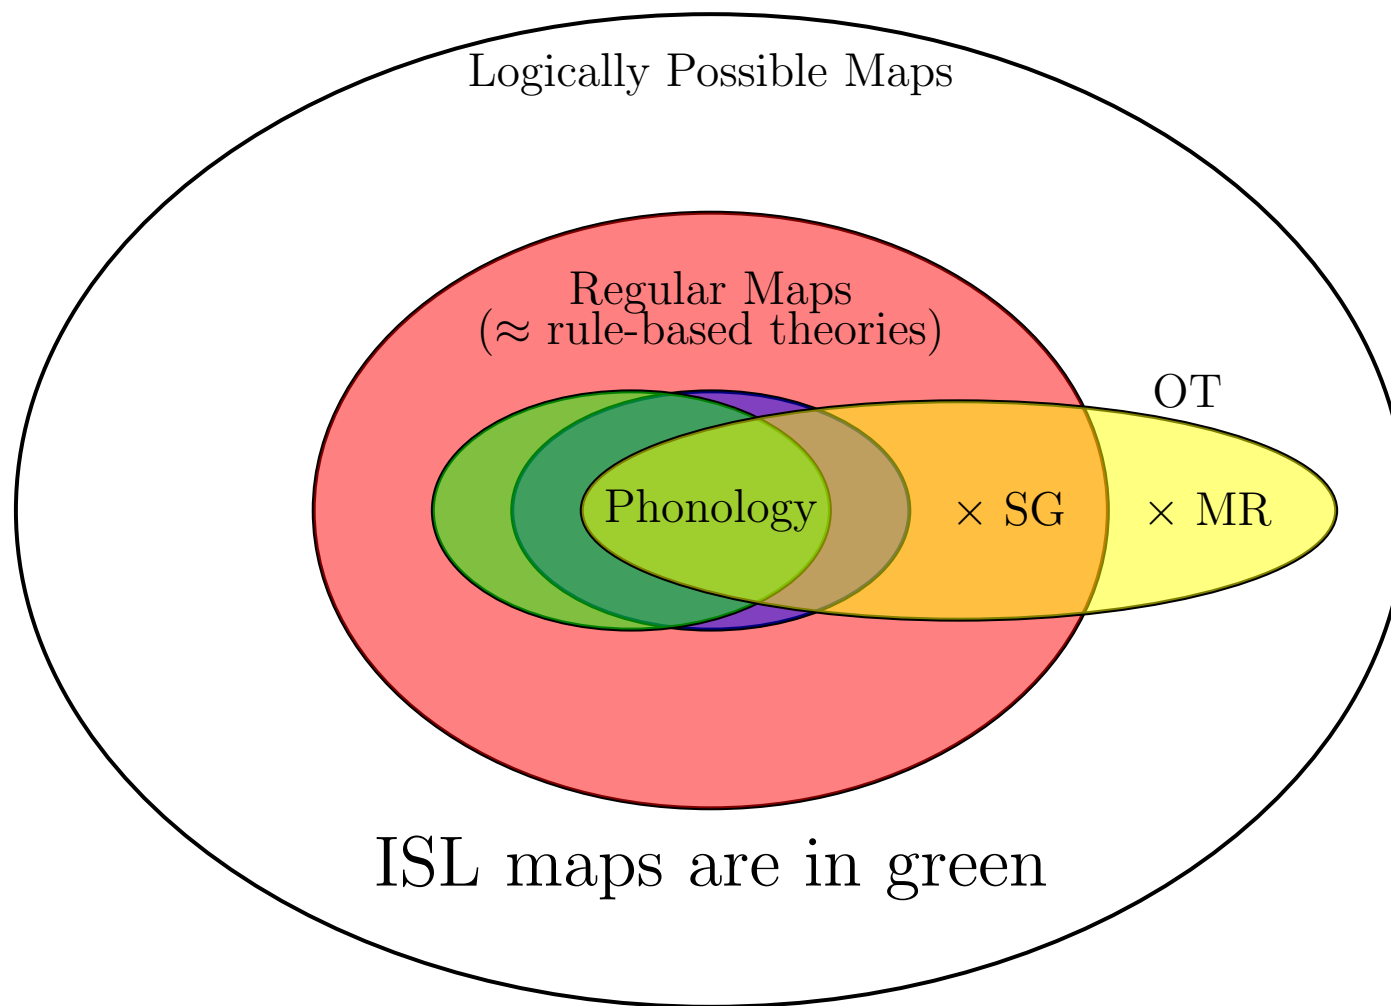 Logically Possible Maps
Regular Maps
(≈ rule-based theories)
OT
Phonology
× SG
× MR
ISL maps are in green